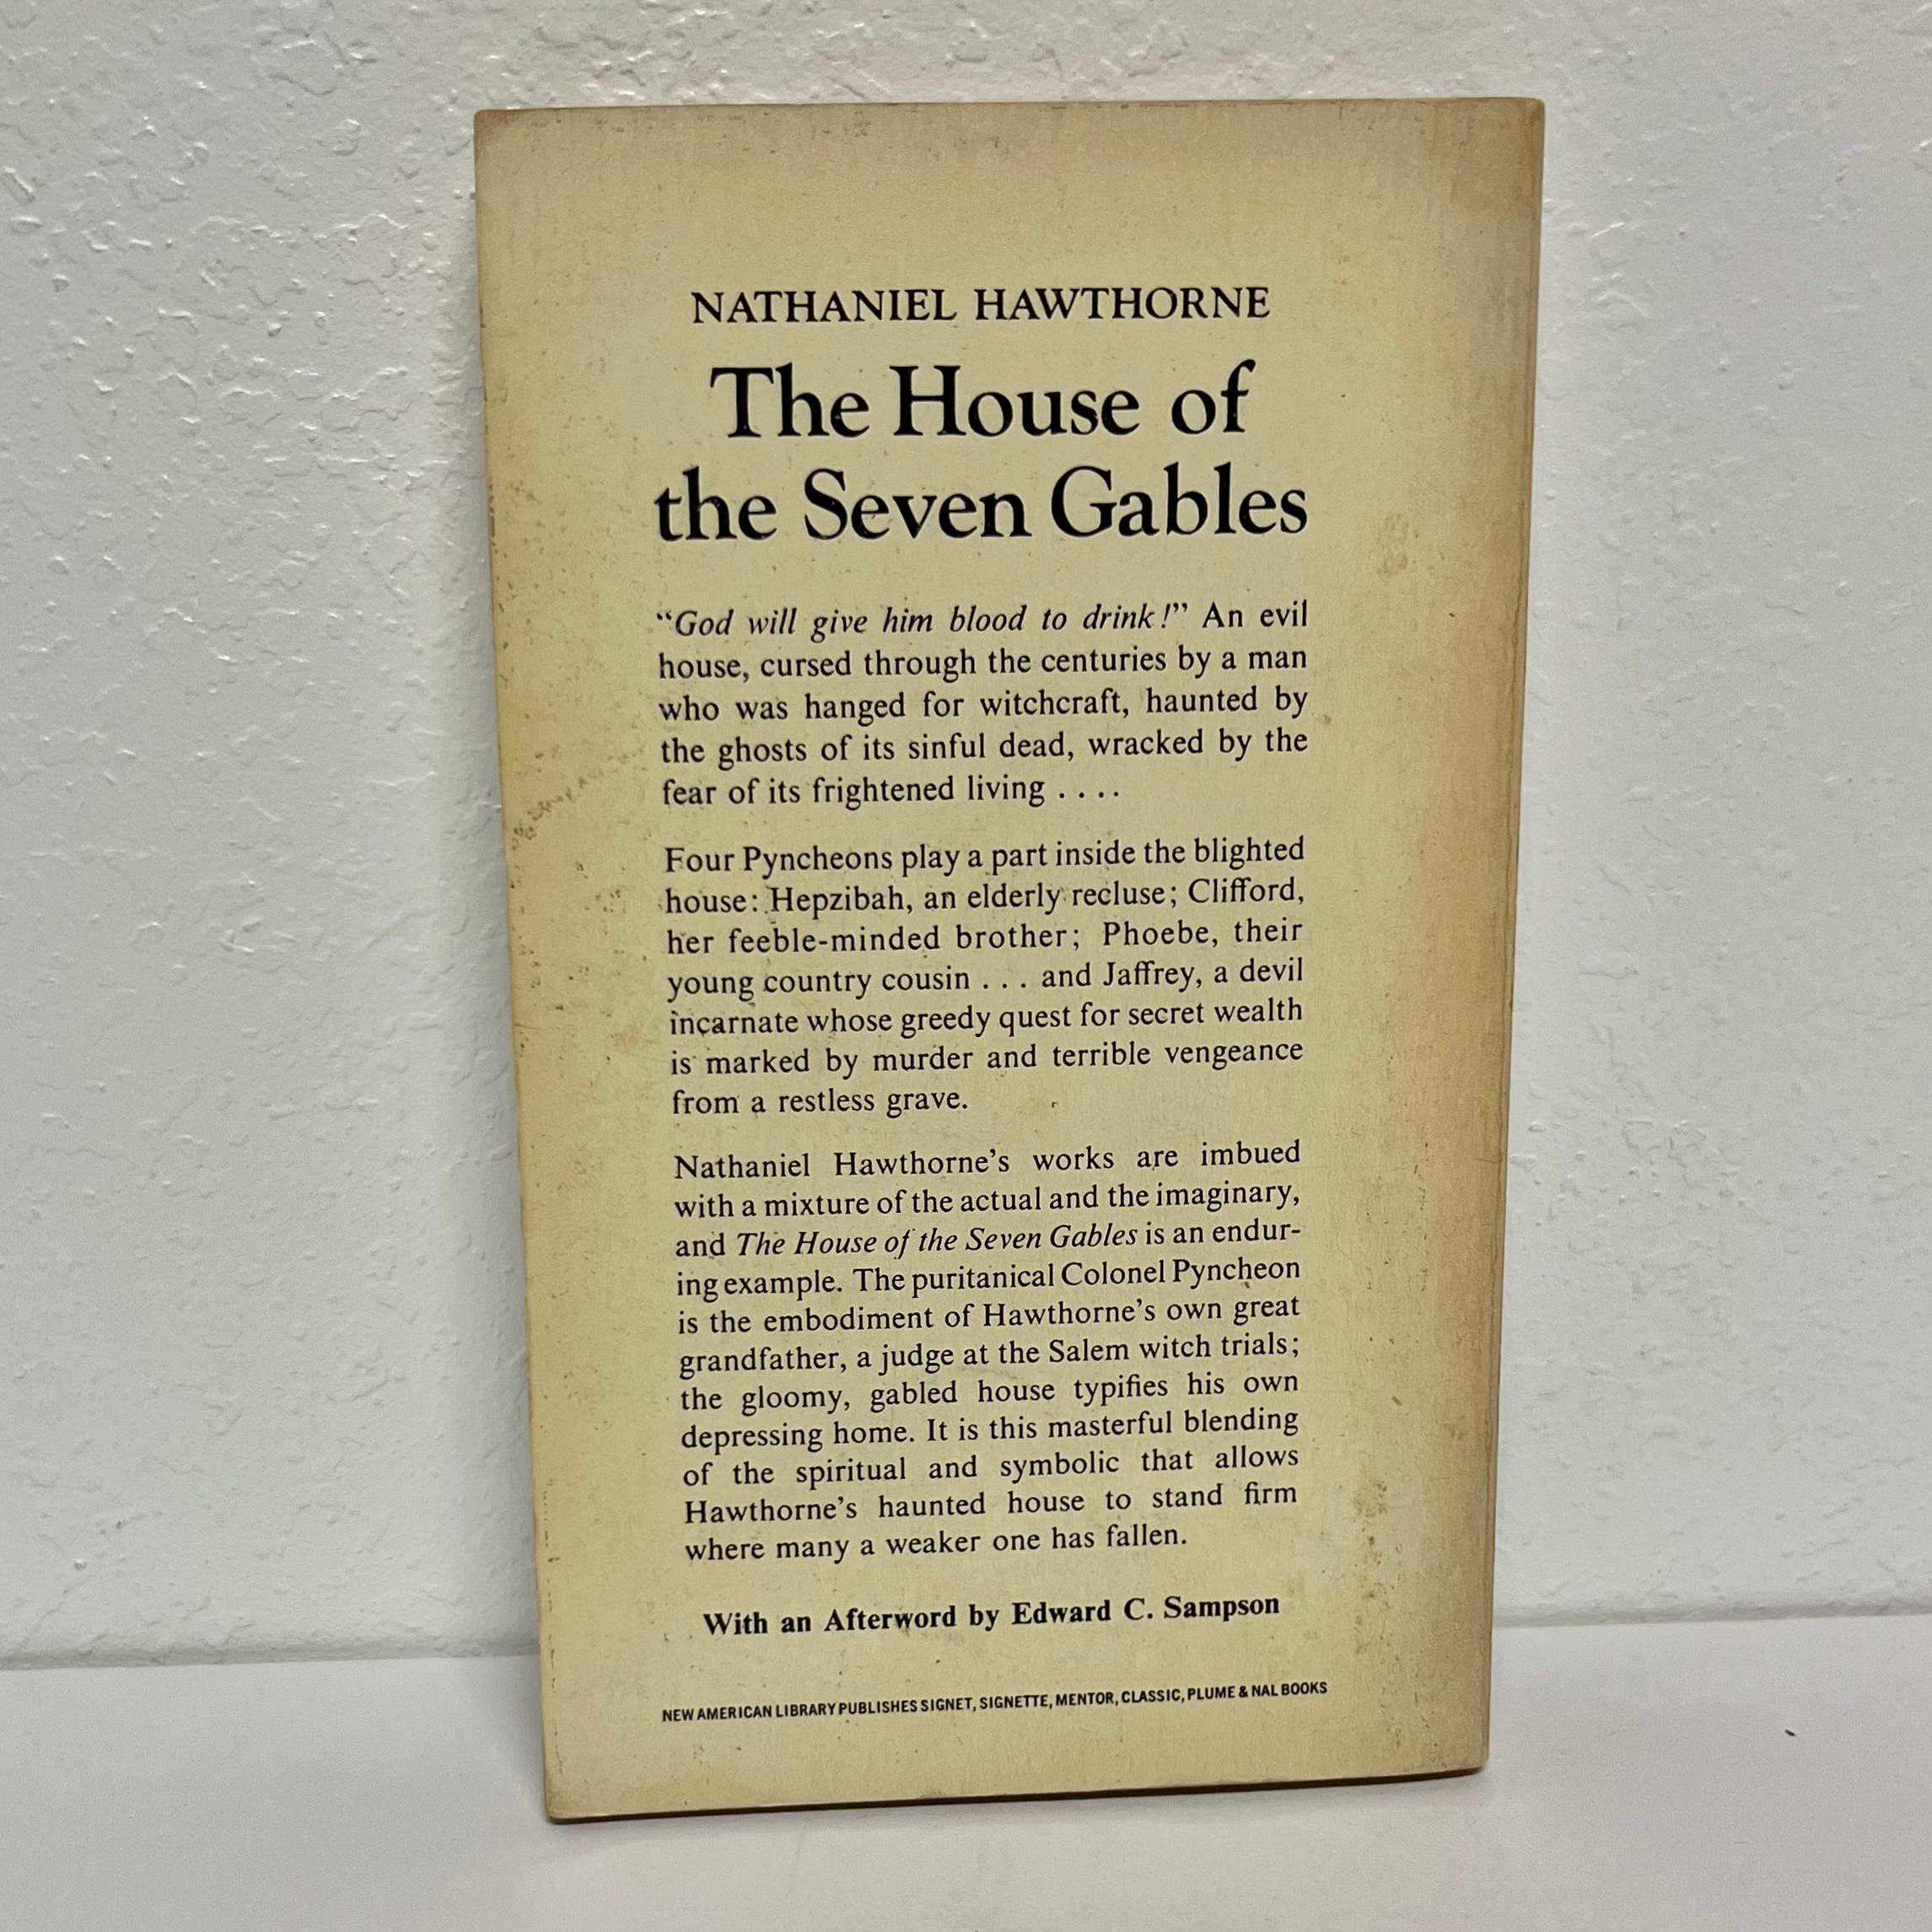 NATHANIEL HAWTHORNE
The House of
the Seven Gables
“God will give him blood to drink!” An evil
house, cursed through the centuries by a man
who was hanged for witchcraft, haunted by
the ghosts of its sinful dead, wracked by the
fear of its frightened living . . . .
Four Pyncheons play a part inside the blighted
house: Hepzibah, an elderly recluse; Clifford,
her feeble-minded brother; Phoebe, their
young country cousin . . . and Jaffrey, a devil
incarnate whose greedy quest for secret wealth
is marked by murder and terrible vengeance
from a restless grave.
Nathaniel Hawthorne’s works are imbued
with a mixture of the actual and the imaginary,
and The House of the Seven Gables is an endur-
ing example. The puritanical Colonel Pyncheon
is the embodiment of Hawthorne’s own great
grandfather, a judge at the Salem witch trials;
the gloomy, gabled house typifies his own
depressing home. It is this masterful blending
of the spiritual and symbolic that allows
Hawthorne’s haunted house to stand firm
where many a weaker one has fallen.
With an Afterword by Edward C. Sampson
NEW AMERICAN LIBRARY PUBLISHES SIGNET, SIGNETTE, MENTOR, CLASSIC, PLUME & NAL BOOKS